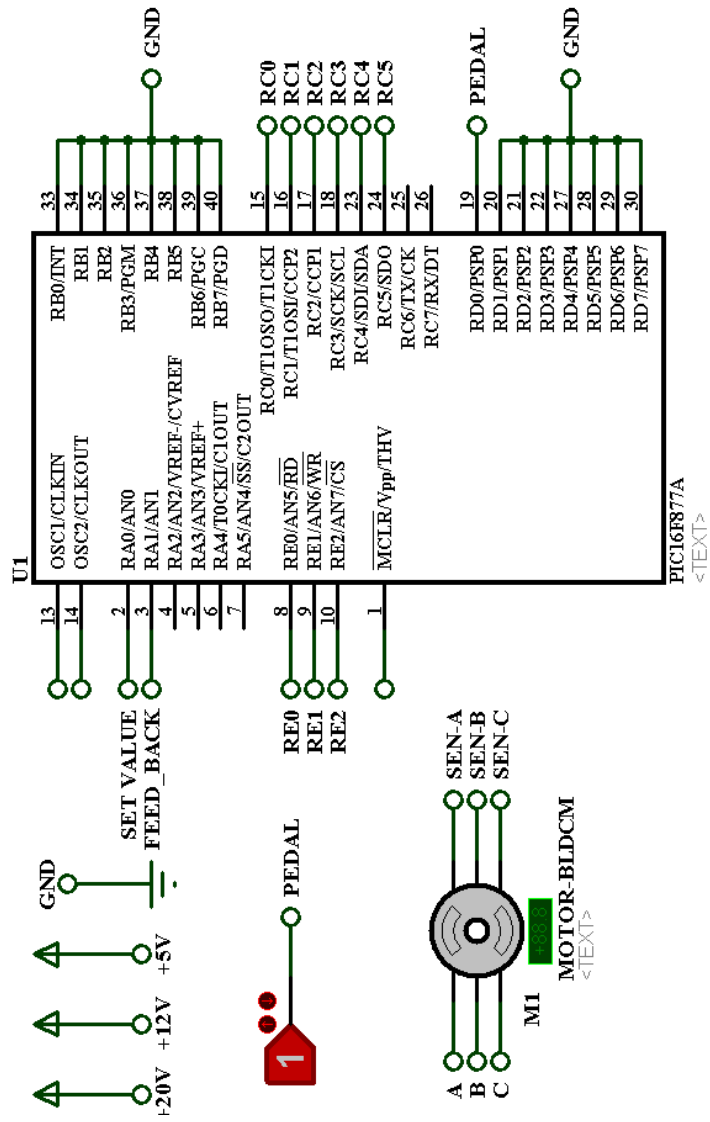 +20V
+12V
+5V
GND
SET VALUE
FEED_BACK
RE0
RE1
RE2
1
PEDAL
A
B
C
M1
+88.8
MOTOR-BLDCM
<TEXT>
SEN-A
SEN-B
SEN-C
U1
13 OSC1/CLKIN
14 OSC2/CLKOUT
2 RA0/AN0
3 RA1/AN1
4 RA2/AN2/VREF-/CVREF
5 RA3/AN3/VREF+
6 RA4/T0CKI/C1OUT
7 RA5/AN4/SS/C2OUT
8 RE0/AN5/RD
9 RE1/AN6/WR
10 RE2/AN7/CS
1 MCLR/Vpp/THV
RB0/INT 33
RB1 34
RB2 35
RB3/PGM 36
RB4 37
RB5 38
RB6/PGC 39
RB7/PGD 40
RC0/T1OSO/T1CKI 15
RC1/T1OSI/CCP2 16
RC2/CCP1 17
RC3/SCK/SCL 18
RC4/SDI/SDA 23
RC5/SDO 24
RC6/TX/CK 25
RC7/RX/DT 26
RD0/PSP0 19
RD1/PSP1 20
RD2/PSP2 21
RD3/PSP3 22
RD4/PSP4 27
RD5/PSP5 28
RD6/PSP6 29
RD7/PSP7 30
PIC16F877A
<TEXT>
GND
RC0
RC1
RC2
RC3
RC4
RC5
PEDAL
GND